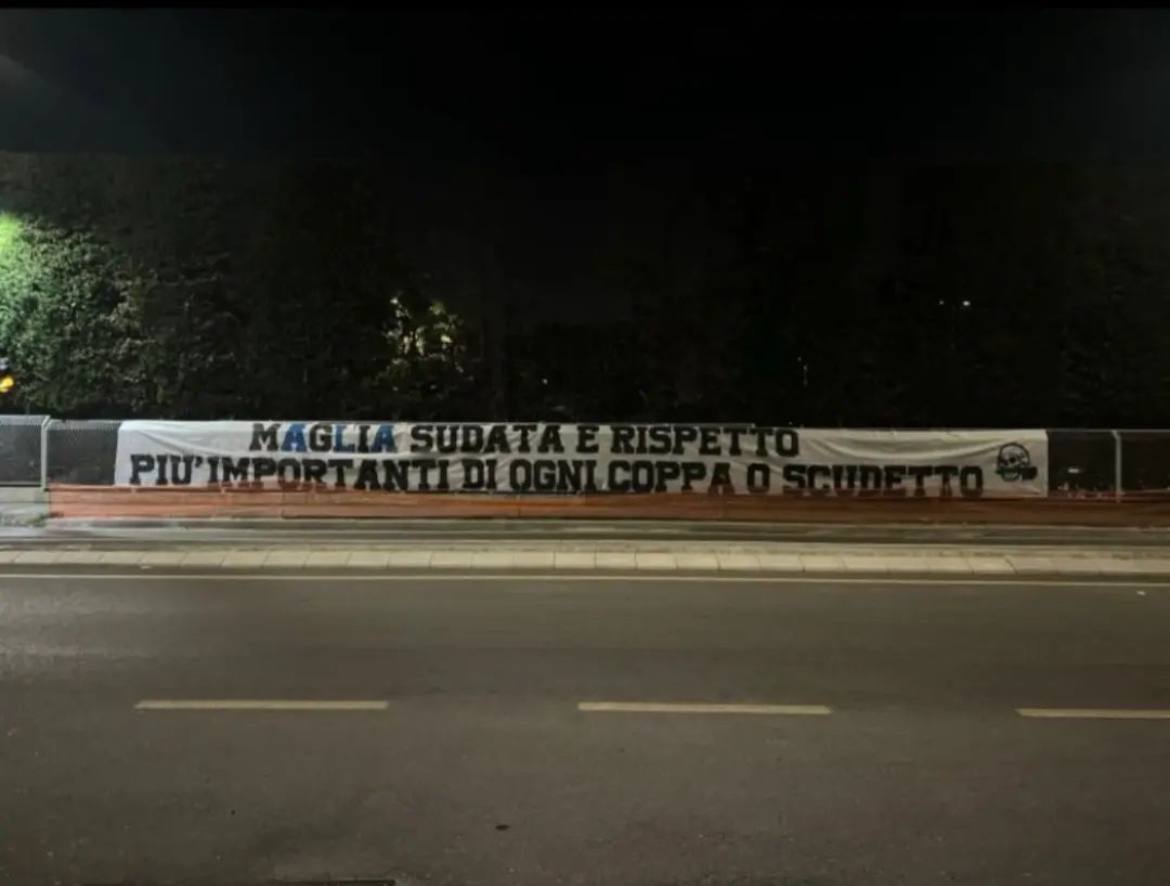 MAGLIA SUDATA E RISPETTO
PIU' IMPORTANTI DI OGNI COPPA O SCUDETTO